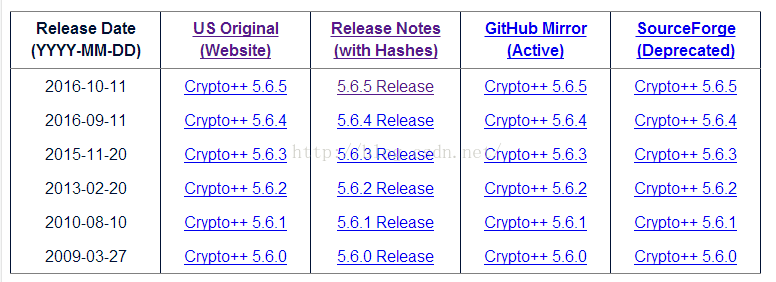 Release Date US Original Release Notes GitHub Mirror SourceForge
(YYYY-MM-DD) (Website) (with Hashes) (Active) (Deprecated)
2016-10-11 Crypto++ 5.6.5 5.6.5 Release Crypto++ 5.6.5 Crypto++ 5.6.5
2016-09-11 Crypto++ 5.6.4 5.6.4 Release Crypto++ 5.6.4 Crypto++ 5.6.4
2015-11-20 Crypto++ 5.6.3 5.6.3 Release Crypto++ 5.6.3 Crypto++ 5.6.3
2013-02-20 Crypto++ 5.6.2 5.6.2 Release Crypto++ 5.6.2 Crypto++ 5.6.2
2010-08-10 Crypto++ 5.6.1 5.6.1 Release Crypto++ 5.6.1 Crypto++ 5.6.1
2009-03-27 Crypto++ 5.6.0 5.6.0 Release Crypto++ 5.6.0 Crypto++ 5.6.0